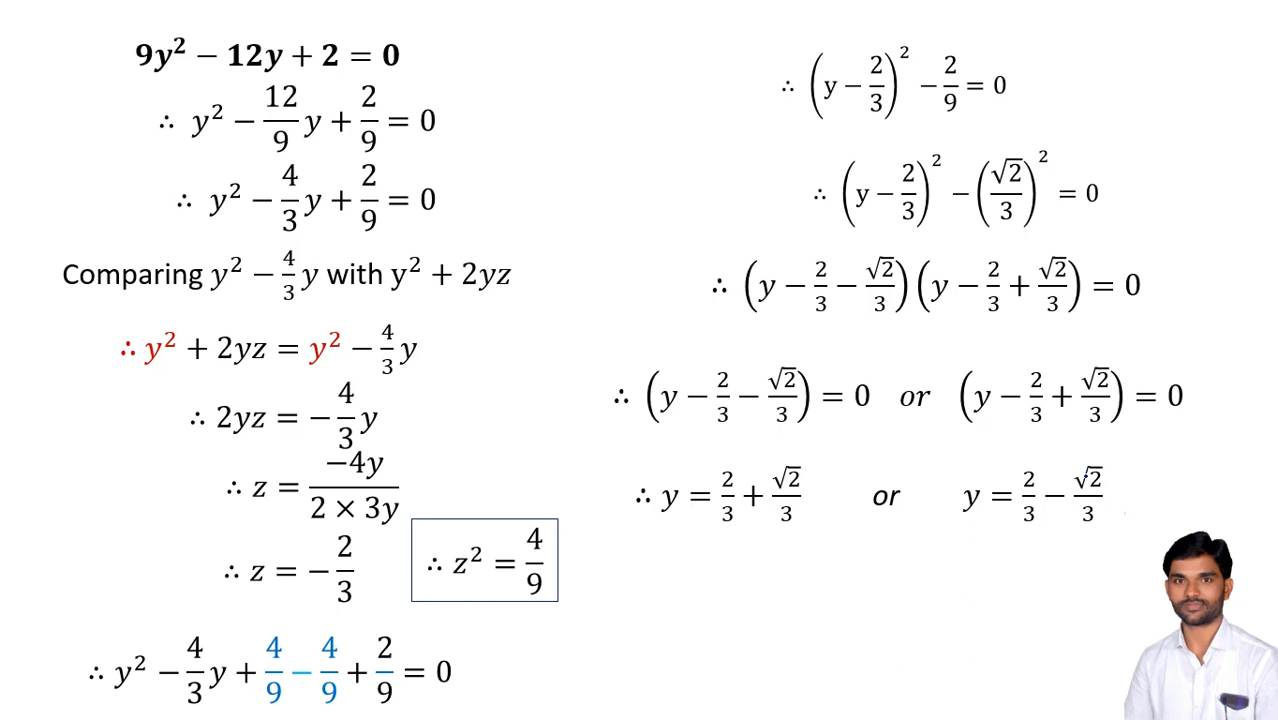 9y² − 12y + 2 = 0
∴ y² − 12/9 y + 2/9 = 0
∴ y² − 4/3 y + 2/9 = 0
Comparing y² − 4/3 y with y² + 2yz
∴ y² + 2yz = y² − 4/3 y
∴ 2yz = − 4/3 y
∴ z = −4y / 2 × 3y
∴ z = − 2/3
∴ z² = 4/9
∴ y² − 4/3 y + 4/9 − 4/9 + 2/9 = 0
∴ (y − 2/3)² − 2/9 = 0
∴ (y − 2/3)² − (√2/3)² = 0
∴ (y − 2/3 − √2/3)(y − 2/3 + √2/3) = 0
∴ (y − 2/3 − √2/3) = 0 or (y − 2/3 + √2/3) = 0
∴ y = 2/3 + √2/3 or y = 2/3 − √2/3